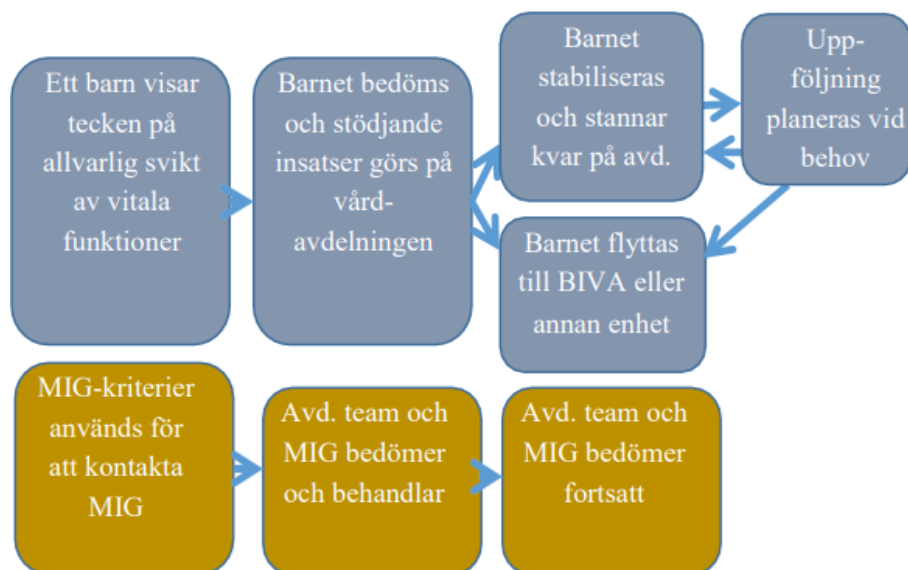 Ett barn visar
tecken på
allvarlig svikt
av vitala
funktioner
Barnet bedöms
och stödjande
insatser görs på
vård-
avdelningen
Barnet
stabiliseras
och stannar
kvar på avd.
Upp-
följning
planeras vid
behov
Barnet flyttas
till BIVA eller
annan enhet
MIG-kriterier
används för
att kontakta
MIG
Avd. team och
MIG bedömer
och behandlar
Avd. team och
MIG bedömer
fortsatt